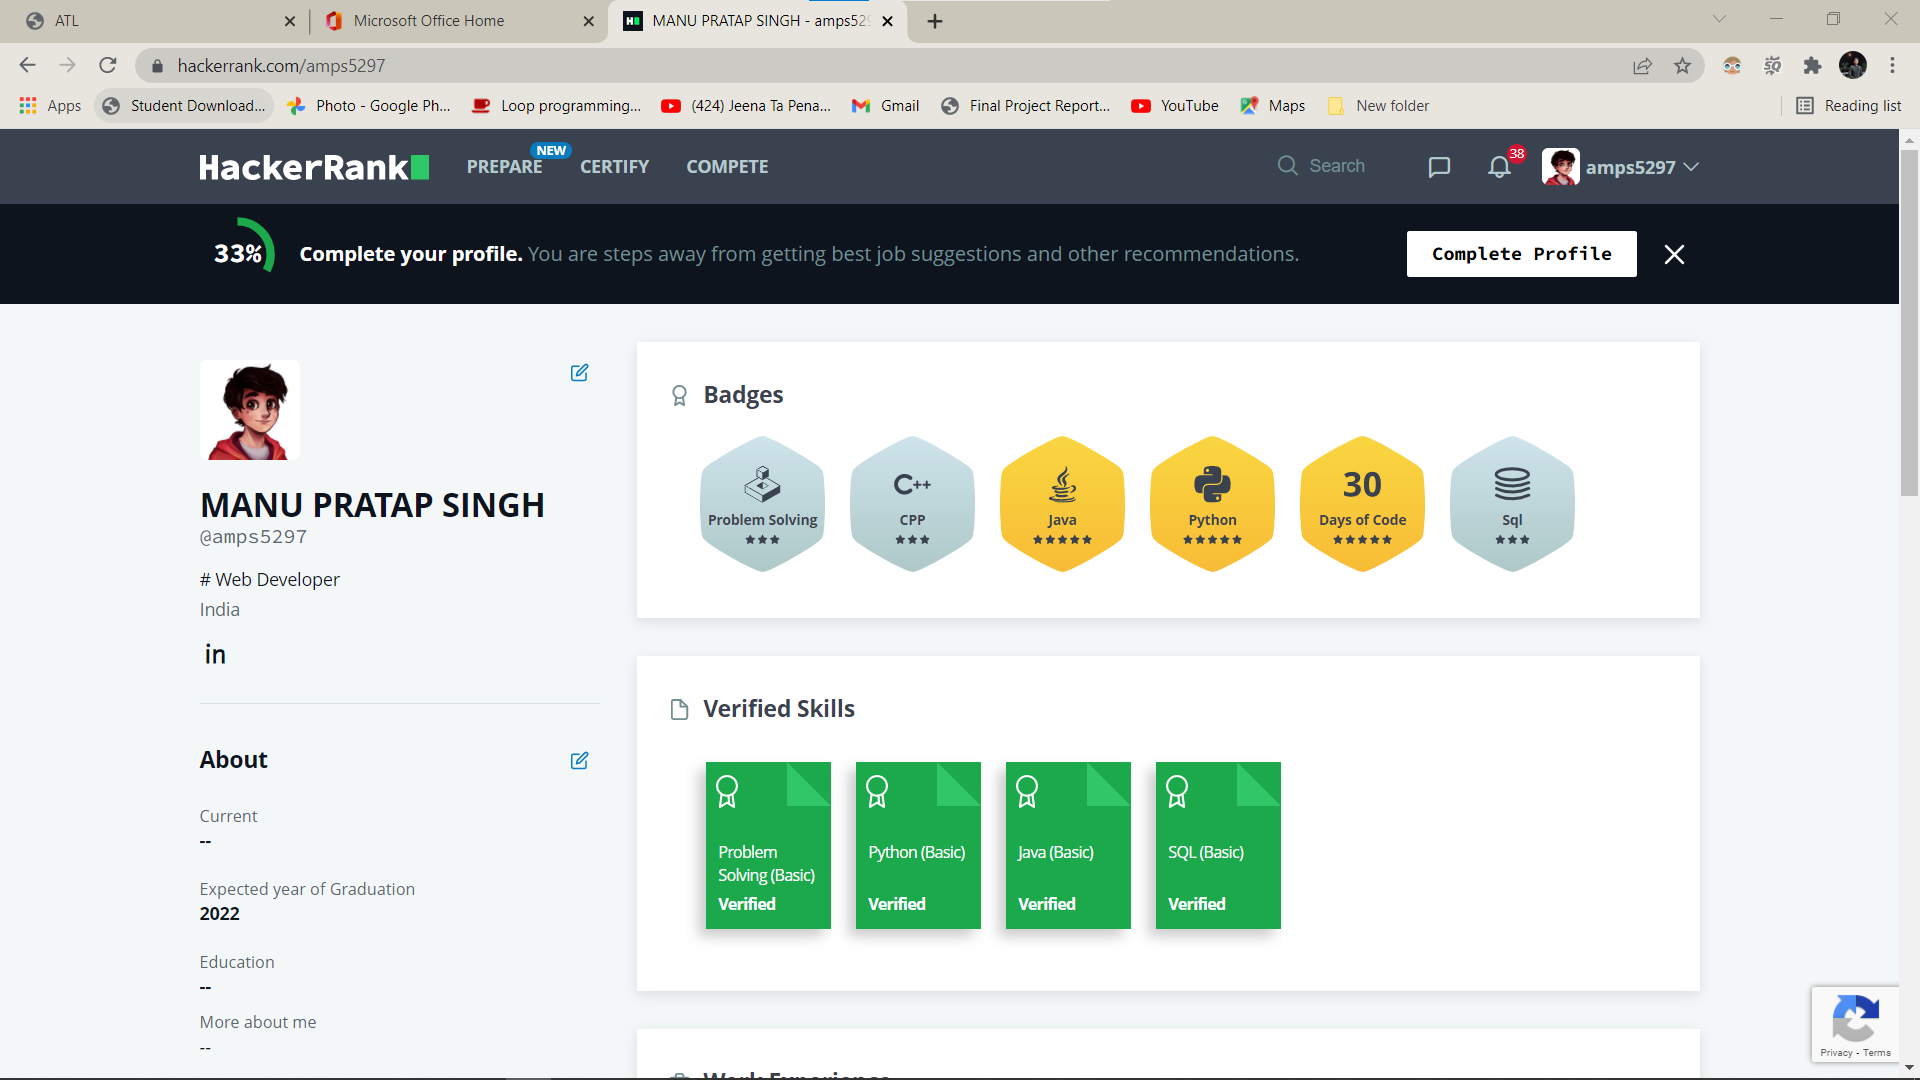 ATL
Microsoft Office Home
MANU PRATAP SINGH - amps529
hackerrank.com/amps5297
Apps
Student Download...
Photo - Google Ph...
Loop programming...
(424) Jeena Ta Pena...
Gmail
Final Project Report...
YouTube
Maps
New folder
Reading list
HackerRank
PREPARE
NEW
CERTIFY
COMPETE
Search
38
amps5297
33%
Complete your profile. You are steps away from getting best job suggestions and other recommendations.
Complete Profile
MANU PRATAP SINGH
@amps5297
# Web Developer
India
in
About
Current
--
Expected year of Graduation
2022
Education
--
More about me
--
Badges
Problem Solving
C++
CPP
Java
Python
30
Days of Code
Sql
Verified Skills
Problem
Solving (Basic)
Verified
Python (Basic)
Verified
Java (Basic)
Verified
SQL (Basic)
Verified
Work Experience
Privacy - Terms